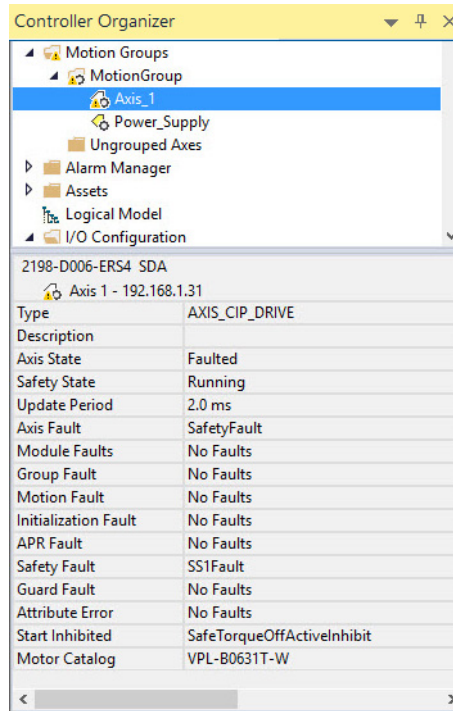 Controller Organizer
Motion Groups
MotionGroup
Axis_1
Power_Supply
Ungrouped Axes
Alarm Manager
Assets
Logical Model
I/O Configuration
2198-D006-ERS4 SDA
Axis 1 - 192.168.1.31
Type AXIS_CIP_DRIVE
Description
Axis State Faulted
Safety State Running
Update Period 2.0 ms
Axis Fault SafetyFault
Module Faults No Faults
Group Fault No Faults
Motion Fault No Faults
Initialization Fault No Faults
APR Fault No Faults
Safety Fault SS1Fault
Guard Fault No Faults
Attribute Error No Faults
Start Inhibited SafeTorqueOffActiveInhibit
Motor Catalog VPL-B0631T-W